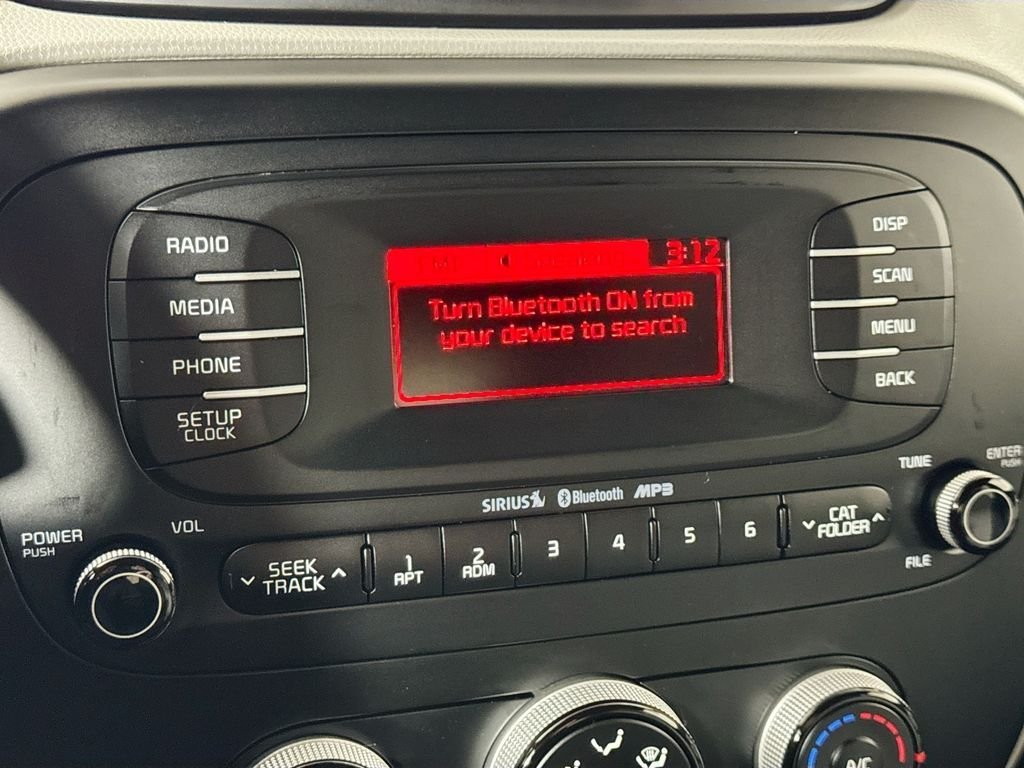 RADIO
MEDIA
PHONE
SETUP
CLOCK
3:12
Turn Bluetooth ON from
your device to search
DISP
SCAN
MENU
BACK
SIRIUS Bluetooth MP3
POWER
PUSH
VOL
SEEK
TRACK
1
RPT
2
RDM
3
4
5
6
CAT
FOLDER
TUNE
ENTER
PUSH
FILE
A/C